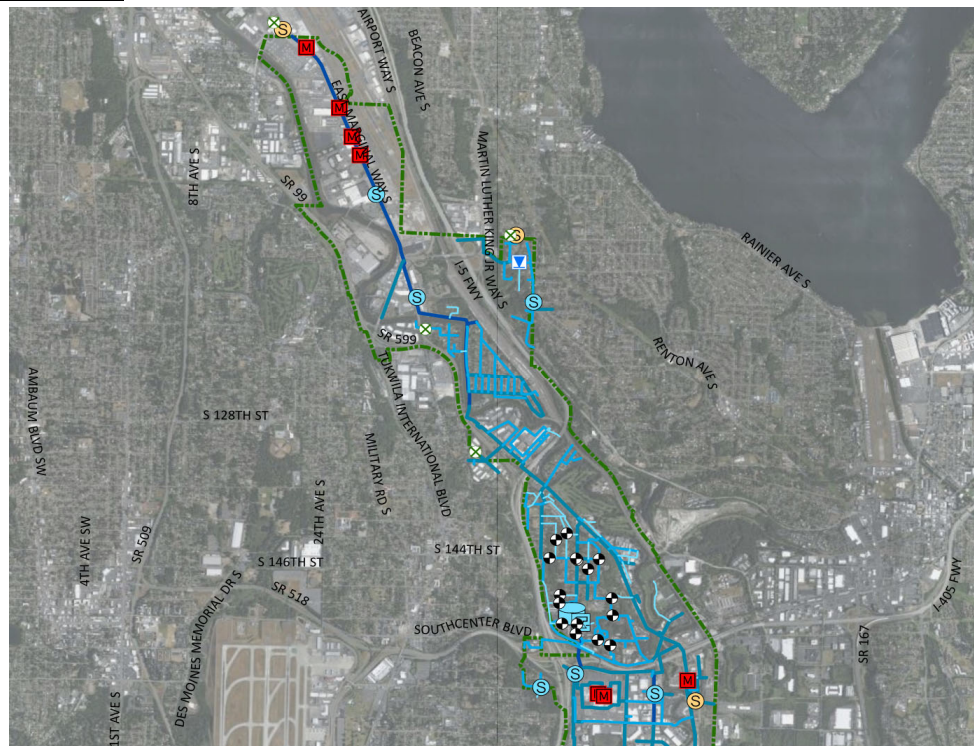 S
M
AIRPORT WAY S
BEACON AVE S
M
EAST MARGINAL WAY S
M
M
8TH AVE S
SR 99
S
MARTIN LUTHER KING JR WAY S
S
I-5 FWY
RAINIER AVE S
S
S
SR 599
RENTON AVE S
TUKWILA INTERNATIONAL BLVD
AMBAUM BLVD SW
S 128TH ST
MILITARY RD S
24TH AVE S
4TH AVE SW
SR 509
S 144TH ST
S 146TH ST
SR 518
I-405 FWY
DES MOINES MEMORIAL DR S
SOUTHCENTER BLVD
SR 167
S
M
S
M
S
S
1ST AVE S